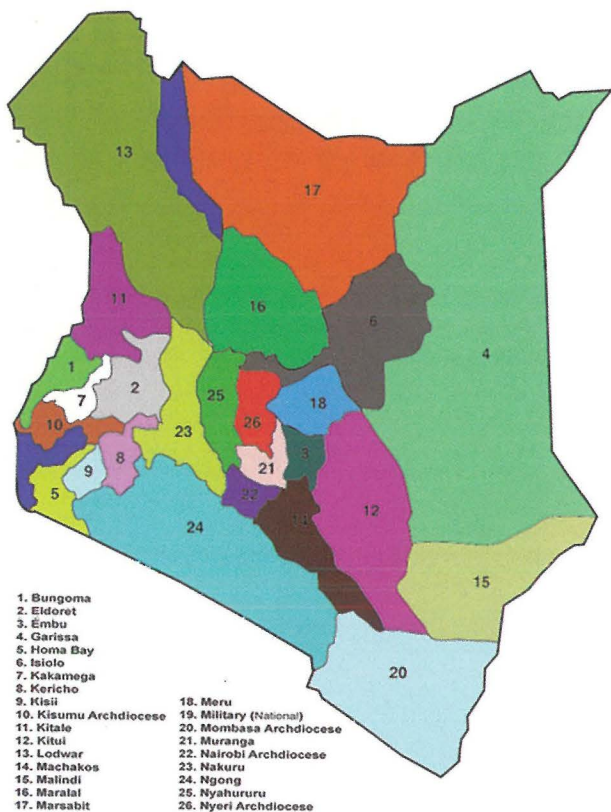 13
17
11
16
6
4
1
7
2
25
26
18
10
23
21
3
9
8
5
22
24
14
12
15
20
1. Bungoma
2. Eldoret
3. Embu
4. Garissa
5. Homa Bay
6. Isiolo
7. Kakamega
8. Kericho
9. Kisii
10. Kisumu Archdiocese
11. Kitale
12. Kitui
13. Lodwar
14. Machakos
15. Malindi
16. Maralal
17. Marsabit
18. Meru
19. Military (National)
20. Mombasa Archdiocese
21. Muranga
22. Nairobi Archdiocese
23. Nakuru
24. Ngong
25. Nyahururu
26. Nyeri Archdiocese